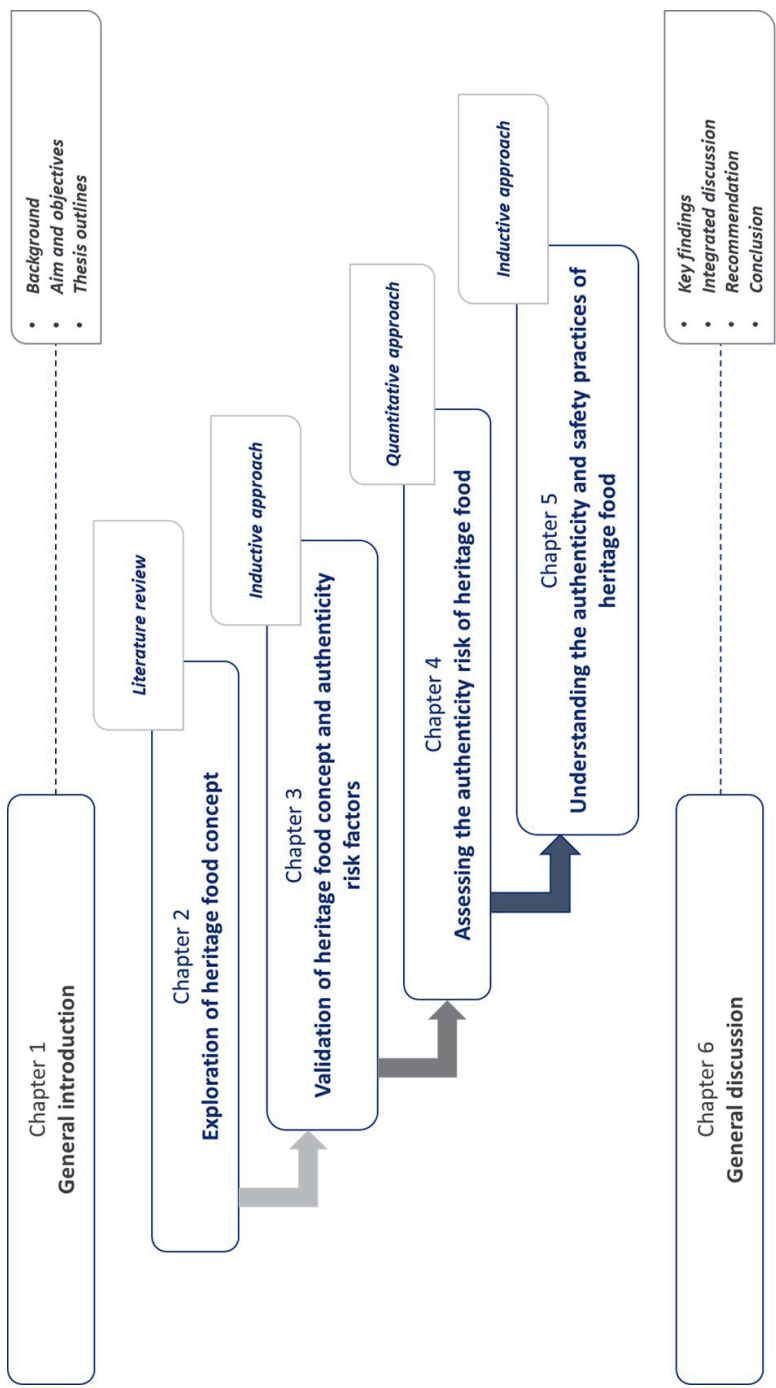 Chapter 1
General introduction
• Background
• Aim and objectives
• Thesis outlines
Chapter 2
Exploration of heritage food concept
Literature review
Chapter 3
Validation of heritage food concept and authenticity
risk factors
Inductive approach
Chapter 4
Assessing the authenticity risk of heritage food
Quantitative approach
Chapter 5
Understanding the authenticity and safety practices of
heritage food
Inductive approach
Chapter 6
General discussion
• Key findings
• Integrated discussion
• Recommendation
• Conclusion